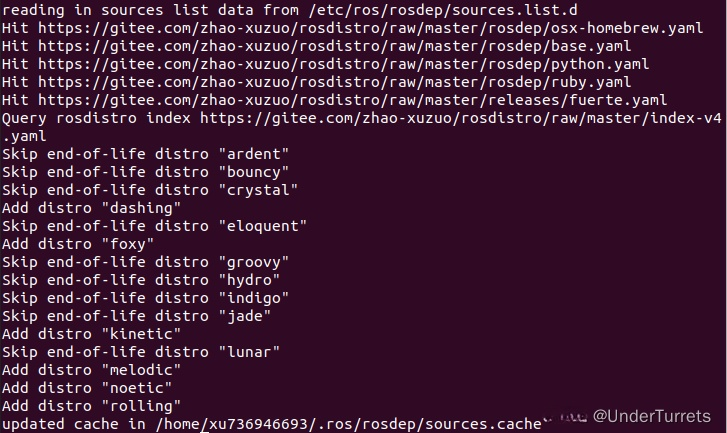 reading in sources list data from /etc/ros/rosdep/sources.list.d
Hit https://gitee.com/zhao-xuzuo/rosdistro/raw/master/rosdep/osx-homebrew.yaml
Hit https://gitee.com/zhao-xuzuo/rosdistro/raw/master/rosdep/base.yaml
Hit https://gitee.com/zhao-xuzuo/rosdistro/raw/master/rosdep/python.yaml
Hit https://gitee.com/zhao-xuzuo/rosdistro/raw/master/rosdep/ruby.yaml
Hit https://gitee.com/zhao-xuzuo/rosdistro/raw/master/releases/fuerte.yaml
Query rosdistro index https://gitee.com/zhao-xuzuo/rosdistro/raw/master/index-v4
.yaml
Skip end-of-life distro "ardent"
Skip end-of-life distro "bouncy"
Skip end-of-life distro "crystal"
Add distro "dashing"
Skip end-of-life distro "eloquent"
Add distro "foxy"
Skip end-of-life distro "groovy"
Skip end-of-life distro "hydro"
Skip end-of-life distro "indigo"
Skip end-of-life distro "jade"
Add distro "kinetic"
Skip end-of-life distro "lunar"
Add distro "melodic"
Add distro "noetic"
Add distro "rolling"
updated cache in /home/xu736946693/.ros/rosdep/sources.cache
@UnderTurrets